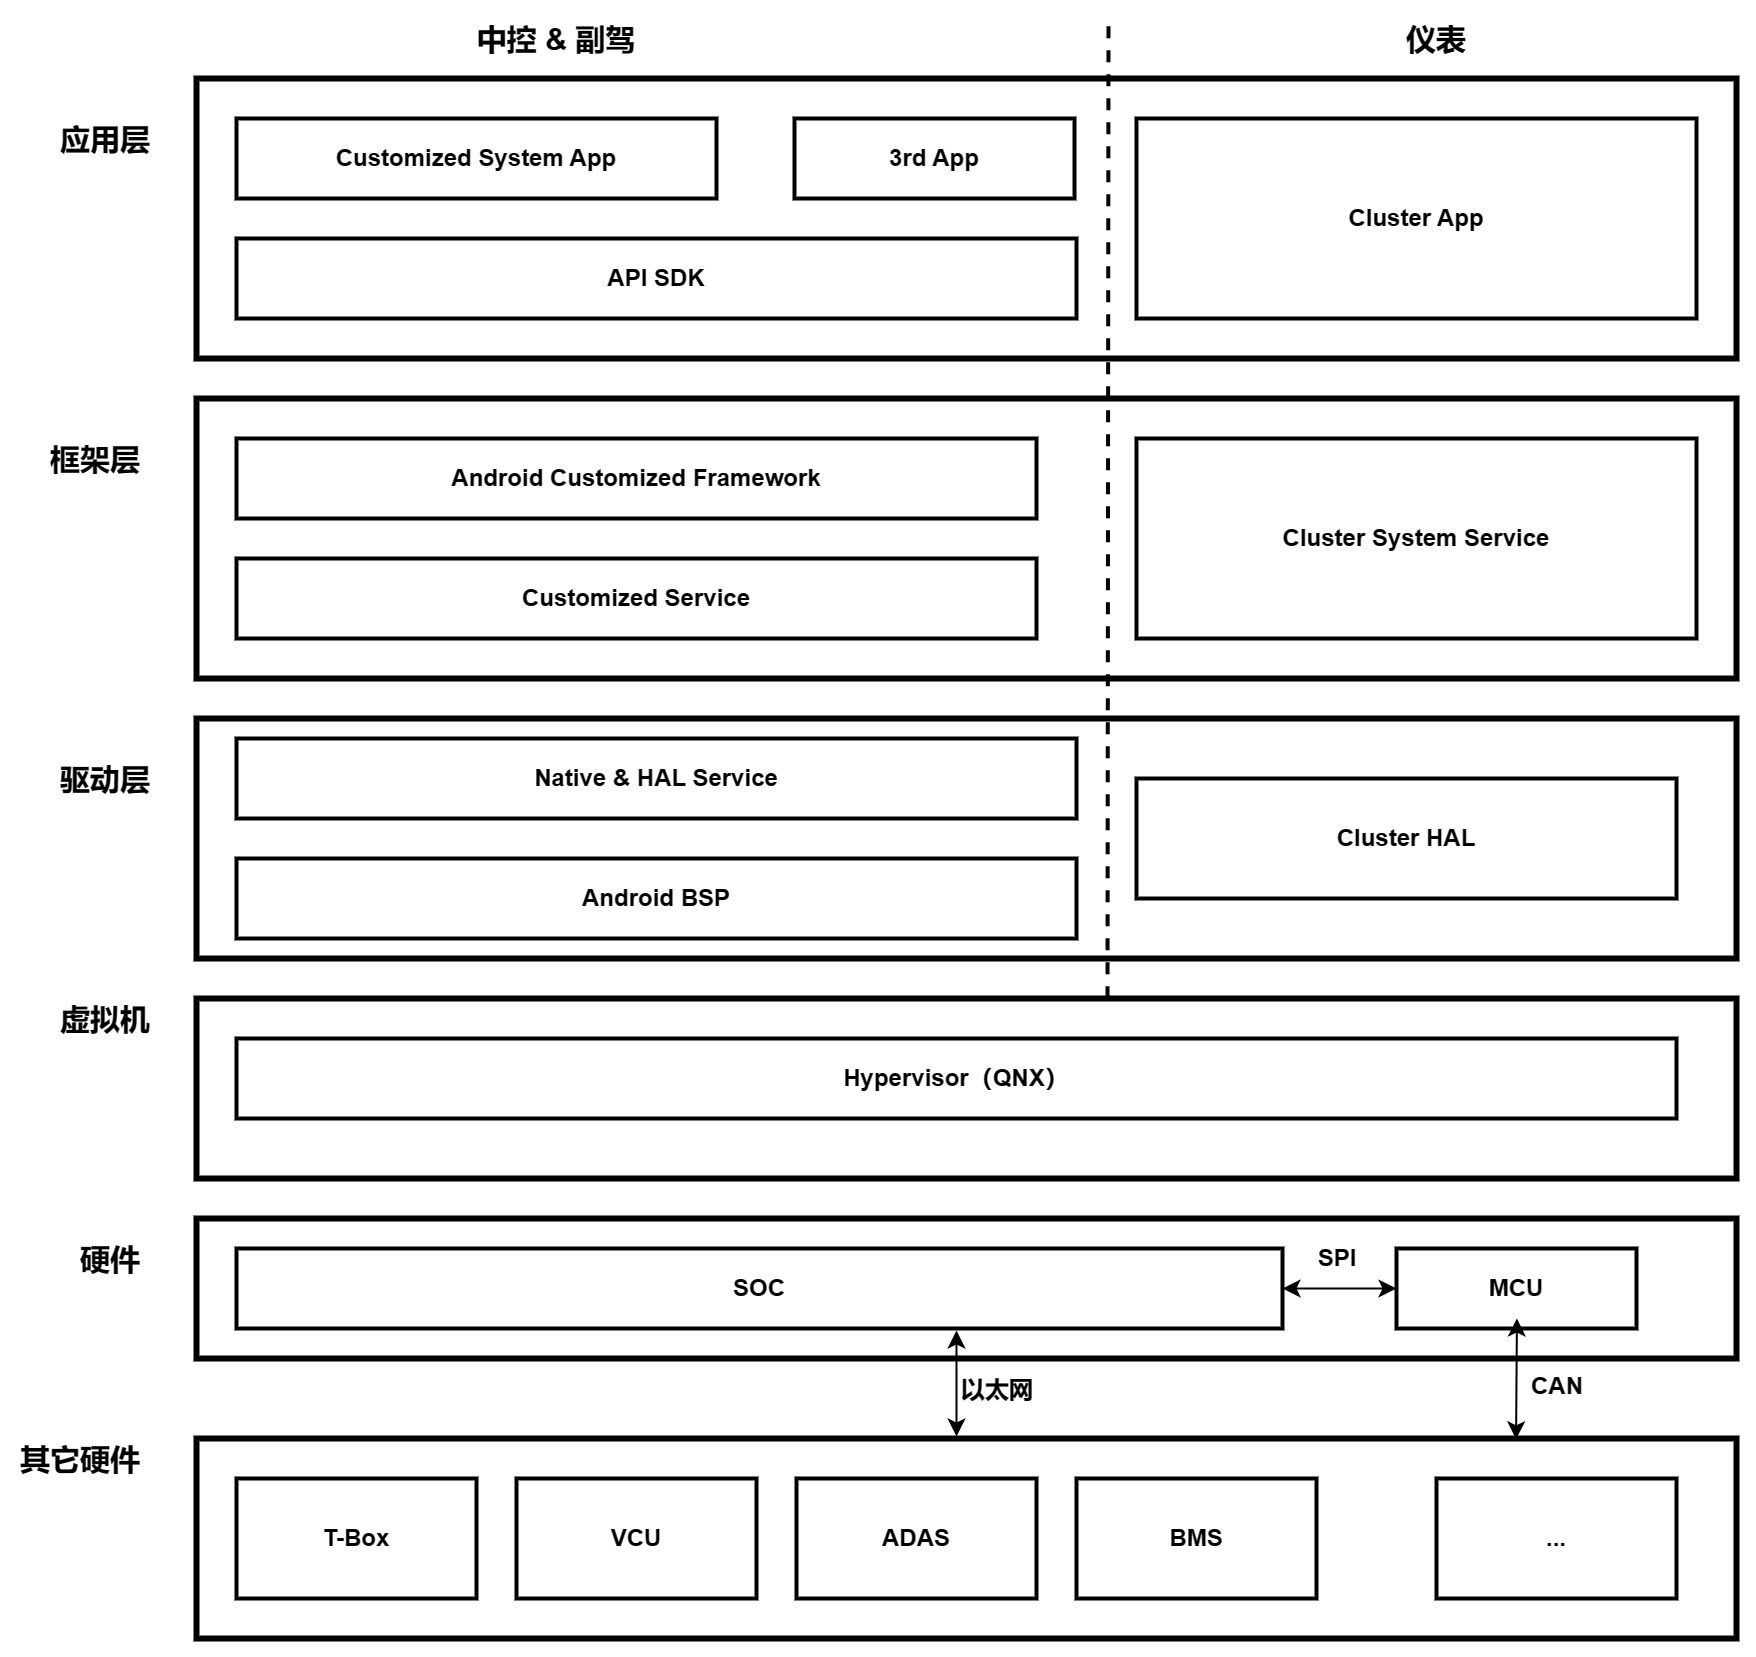 中控 & 副驾
仪表
应用层
Customized System App
3rd App
Cluster App
API SDK
框架层
Android Customized Framework
Cluster System Service
Customized Service
驱动层
Native & HAL Service
Cluster HAL
Android BSP
虚拟机
Hypervisor（QNX）
硬件
SOC
SPI
MCU
以太网
CAN
其它硬件
T-Box
VCU
ADAS
BMS
...